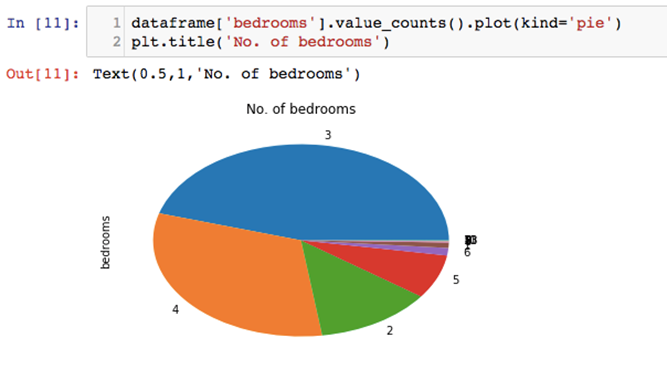 In [11]:
1 dataframe['bedrooms'].value_counts().plot(kind='pie')
2 plt.title('No. of bedrooms')
Out[11]: Text(0.5,1,'No. of bedrooms')
No. of bedrooms
3
bedrooms
6
5
4
2